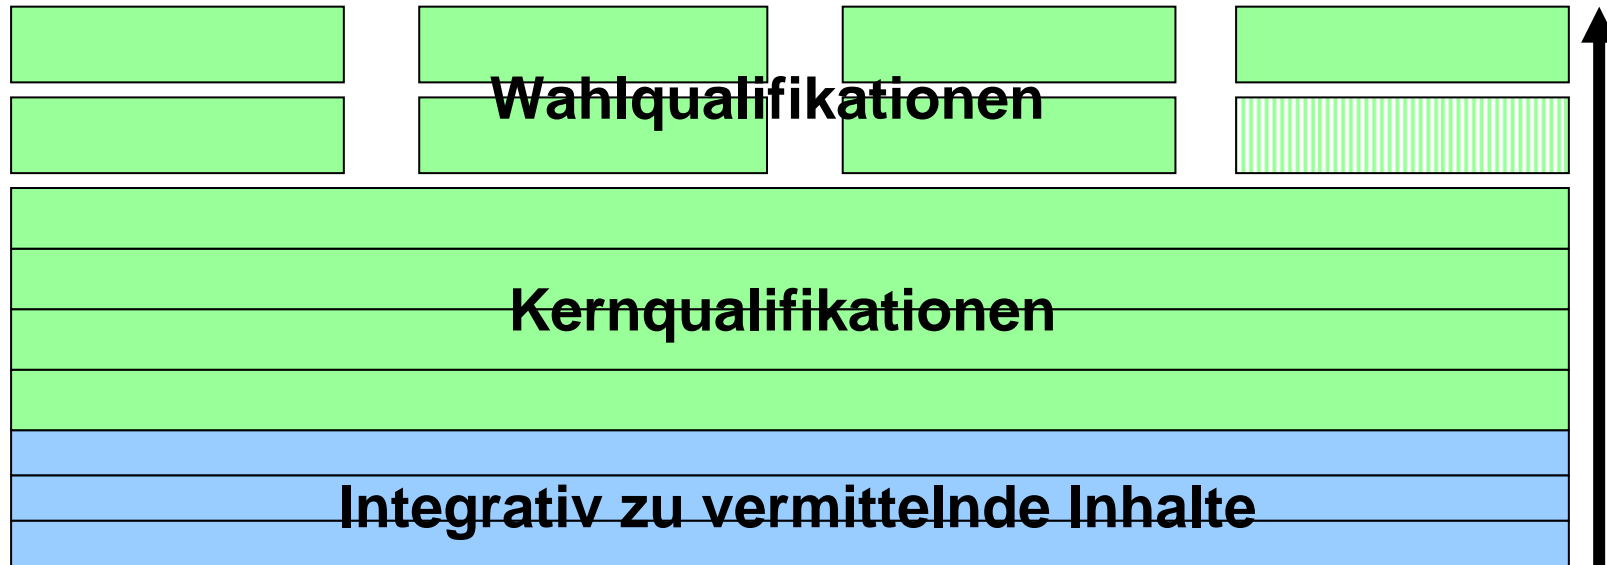 Wahlqualifikationen
Kernqualifikationen
Integrativ zu vermittelnde Inhalte